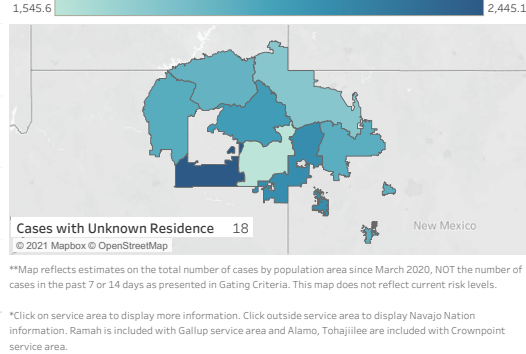 1,545.6 2,445.1
New Mexico
Cases with Unknown Residence 18
© 2021 Mapbox © OpenStreetMap
**Map reflects estimates on the total number of cases by population area since March 2020, NOT the number of
cases in the past 7 or 14 days as presented in Gating Criteria. This map does not reflect current risk levels.
*Click on service area to display more information. Click outside service area to display Navajo Nation
information. Ramah is included with Gallup service area and Alamo, Tohajiilee are included with Crownpoint
service area.